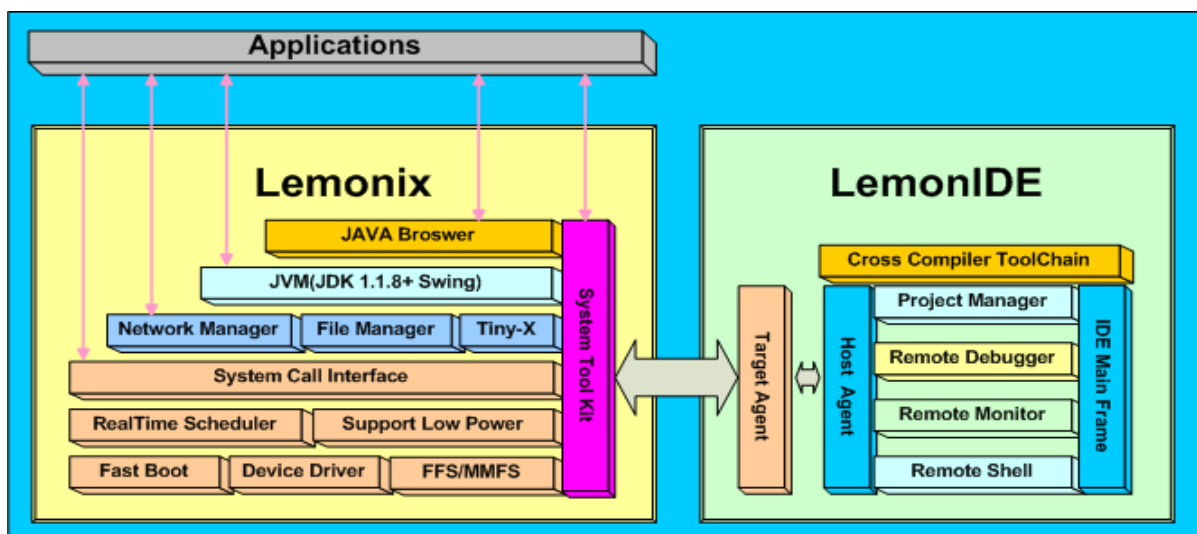 Applications
Lemonix
JAVA Broswer
JVM(JDK 1.1.8+ Swing)
Network Manager
File Manager
Tiny-X
System Call Interface
RealTime Scheduler
Support Low Power
Fast Boot
Device Driver
FFS/MMFS
System Tool Kit
LemonIDE
Cross Compiler ToolChain
Target Agent
Host Agent
Project Manager
Remote Debugger
Remote Monitor
Remote Shell
IDE Main Frame